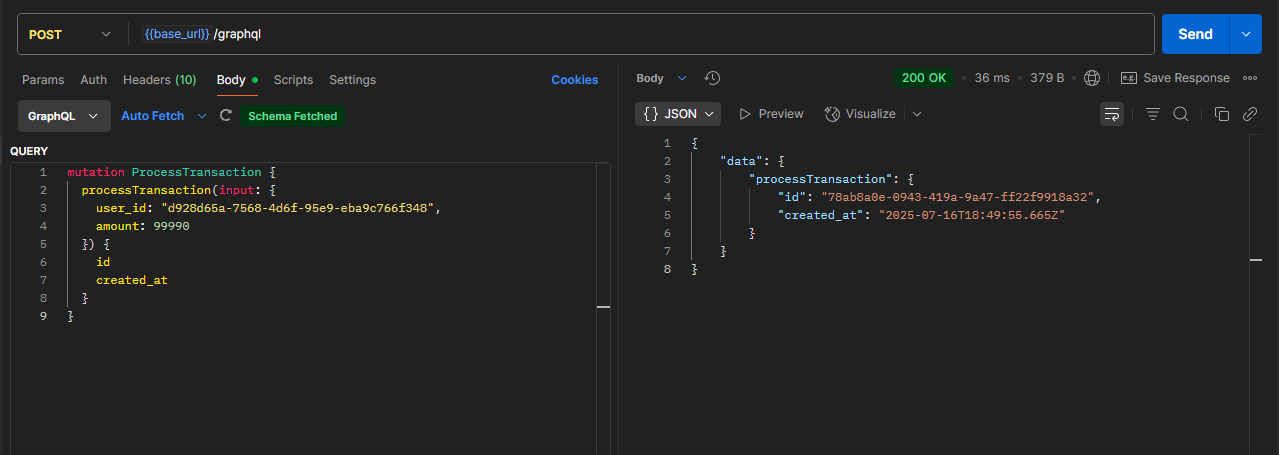 POST {{base_url}} /graphql Send
Params Auth Headers (10) Body Scripts Settings Cookies
GraphQL Auto Fetch Schema Fetched
QUERY
1 mutation ProcessTransaction {
2 processTransaction(input: {
3 user_id: "d928d65a-7568-4d6f-95e9-eba9c766f348",
4 amount: 99990
5 }) {
6 id
7 created_at
8 }
9 }
Body 200 OK • 36 ms • 379 B e.g. Save Response
{} JSON Preview Visualize
1 {
2 "data": {
3 "processTransaction": {
4 "id": "78ab8a0e-0943-419a-9a47-ff22f9918a32",
5 "created_at": "2025-07-16T18:49:55.665Z"
6 }
7 }
8 }